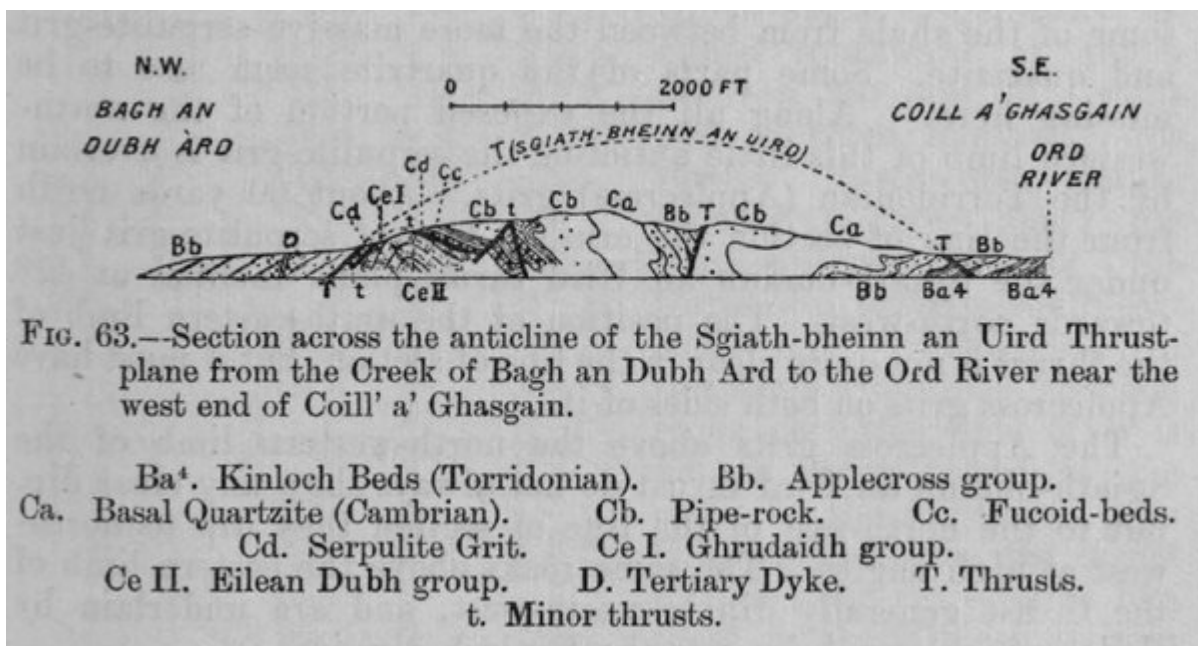 N.W.
BAGH AN
DUBH ÀRD
0 2000 FT
S.E.
COILL A'GHASGAIN
ORD
RIVER
T (SGIATH-BHEINN AN UIRD)
Cd Cc
Cd CeI t Cb t Cb Ca Bb T Cb Ca T Bb
Bb D
T t CeII Bb Ba4 Ba4
FIG. 63.—Section across the anticline of the Sgiath-bheinn an Uird Thrust-
plane from the Creek of Bagh an Dubh Ard to the Ord River near the
west end of Coill' a' Ghasgain.
Ba⁴. Kinloch Beds (Torridonian). Bb. Applecross group.
Ca. Basal Quartzite (Cambrian). Cb. Pipe-rock. Cc. Fucoid-beds.
Cd. Serpulite Grit. Ce I. Ghrudaidh group.
Ce II. Eilean Dubh group. D. Tertiary Dyke. T. Thrusts.
t. Minor thrusts.